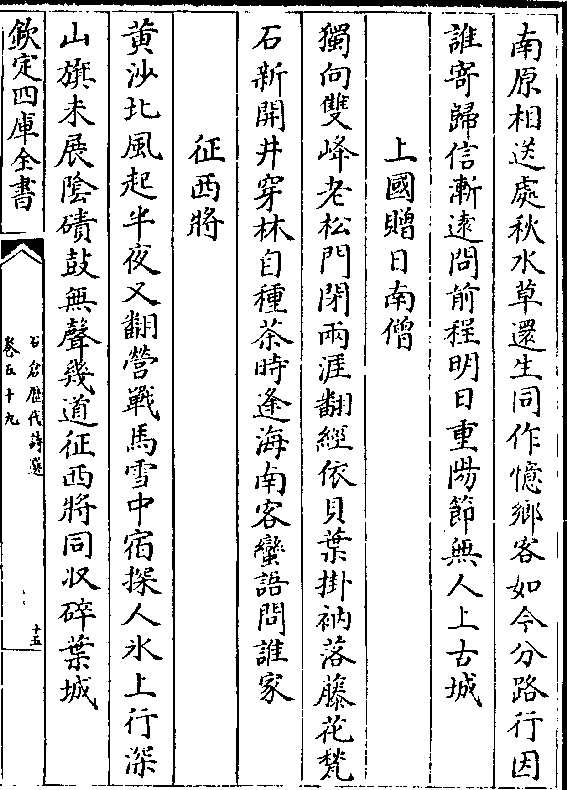 南原相送處秋水草還生同作憶鄉客如今分路行因
誰寄歸信漸遠問前程明日重陽節無人上古城
上國贈日南僧
獨向雙峰老松門閉兩涯翻經依貝葉掛衲落藤花甃
石新開井穿林自種茶時逢海南客蠻語問誰家
征西將
黄沙北風起半夜又翻營戰馬雪中宿探人氷上行深
山旗未展陰磧鼓無聲幾道征西將同収碎葉城
欽定四庫全書
石倉歷代詩選
卷五十九
十五